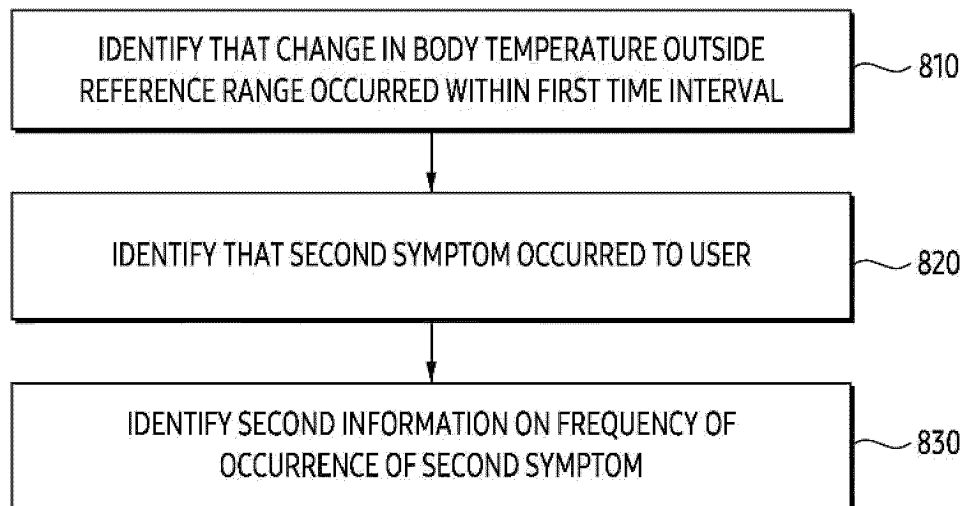 IDENTIFY THAT CHANGE IN BODY TEMPERATURE OUTSIDE
REFERENCE RANGE OCCURRED WITHIN FIRST TIME INTERVAL
810
IDENTIFY THAT SECOND SYMPTOM OCCURRED TO USER
820
IDENTIFY SECOND INFORMATION ON FREQUENCY OF
OCCURRENCE OF SECOND SYMPTOM
830